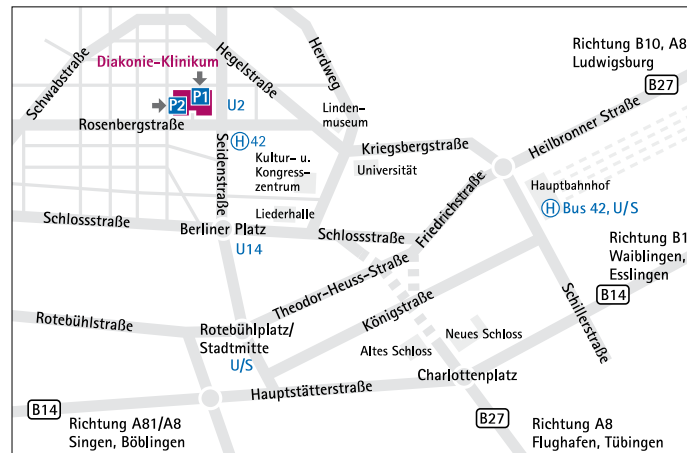 Richtung B10, A8
Ludwigsburg
B27
Diakonie-Klinikum
Schwabstraße
Hegelstraße
Herdweg
P1
P2
U2
Linden-
museum
Heilbronner Straße
Rosenbergstraße
H 42
Seidenstraße
Kriegsbergstraße
Kultur- u.
Kongress-
zentrum
Universität
Hauptbahnhof
H Bus 42, U/S
Friedrichstraße
Liederhalle
Schlossstraße
Berliner Platz
U14
Schlossstraße
Richtung B1
Waiblingen,
Esslingen
B14
Theodor-Heuss-Straße
Schillerstraße
Königstraße
Rotebühlstraße
Rotebühlplatz/
Stadtmitte
U/S
Neues Schloss
Altes Schloss
Charlottenplatz
Hauptstätterstraße
B14
Richtung A81/A8
Singen, Böblingen
B27
Richtung A8
Flughafen, Tübingen